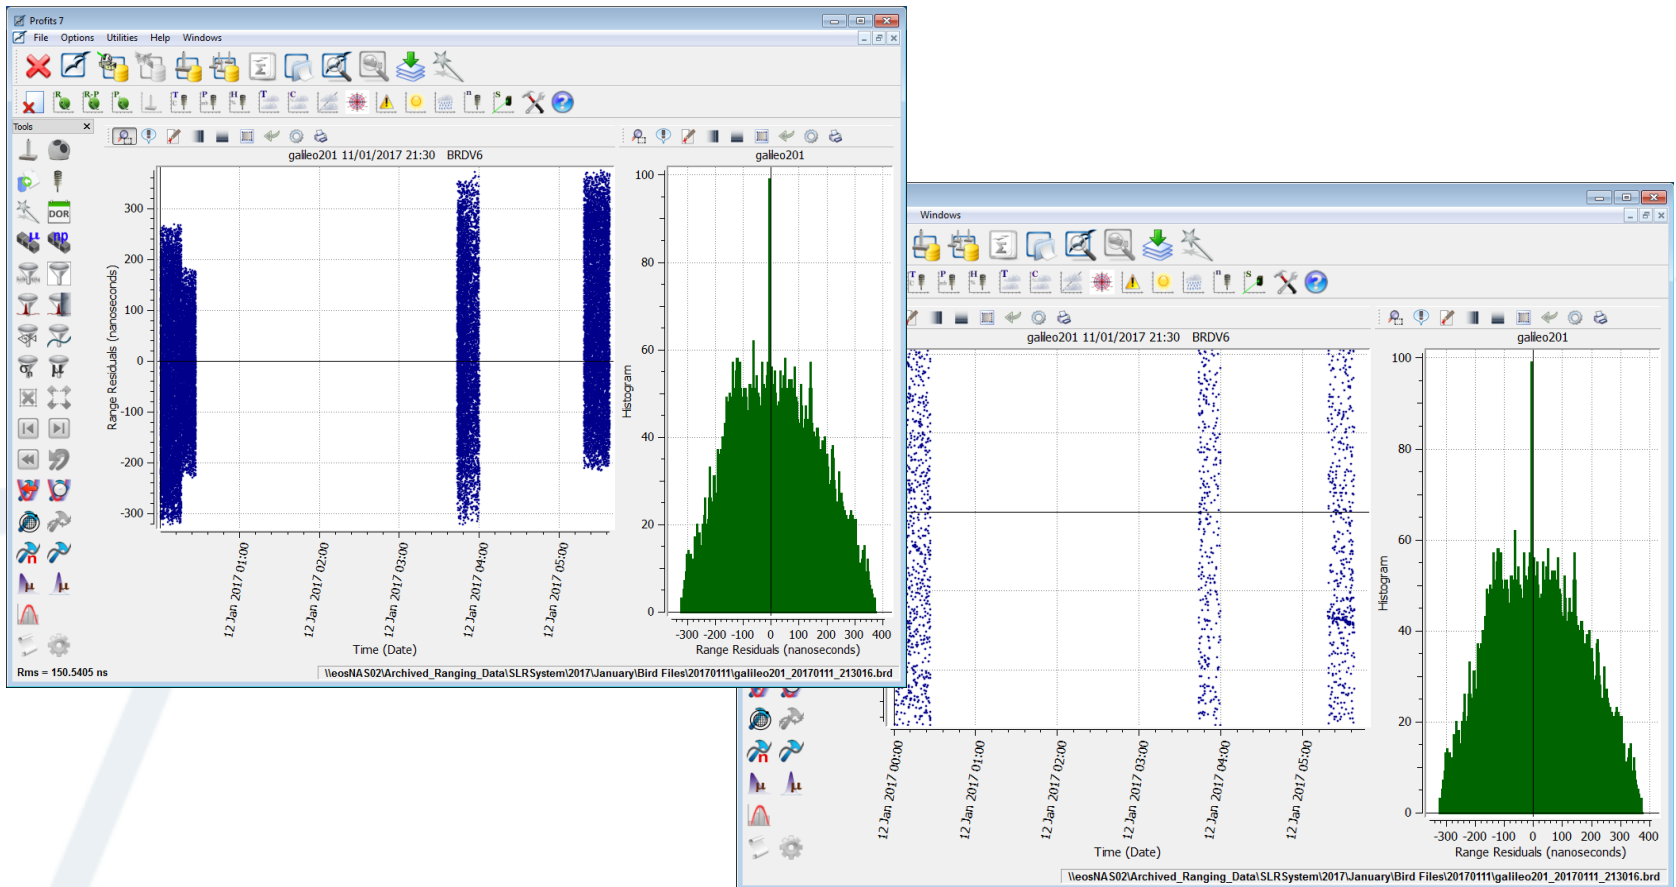 Profits 7
File Options Utilities Help Windows
R R-P P T C P mb H % T C n S
Tools
DOR
μ np
n
μ μ
galileo201 11/01/2017 21:30 BRDV6
Range Residuals (nanoseconds)
300
200
100
0
-100
-200
-300
12 Jan 2017 01:00
12 Jan 2017 02:00
12 Jan 2017 03:00
12 Jan 2017 04:00
12 Jan 2017 05:00
Time (Date)
galileo201
Histogram
100
80
60
40
20
0
-300 -200 -100 0 100 200 300 400
Range Residuals (nanoseconds)
Rms = 150.5405 ns
\\eosNAS02\Archived_Ranging_Data\SLRSystem\2017\January\Bird Files\20170111\galileo201_20170111_213016.brd
Windows
T C P mb H % T C n S
galileo201 11/01/2017 21:30 BRDV6
n
μ μ
12 Jan 2017 00:00
12 Jan 2017 01:00
12 Jan 2017 02:00
12 Jan 2017 03:00
12 Jan 2017 04:00
12 Jan 2017 05:00
Time (Date)
galileo201
Histogram
100
80
60
40
20
0
-300 -200 -100 0 100 200 300 400
Range Residuals (nanoseconds)
\\eosNAS02\Archived_Ranging_Data\SLRSystem\2017\January\Bird Files\20170111\galileo201_20170111_213016.brd